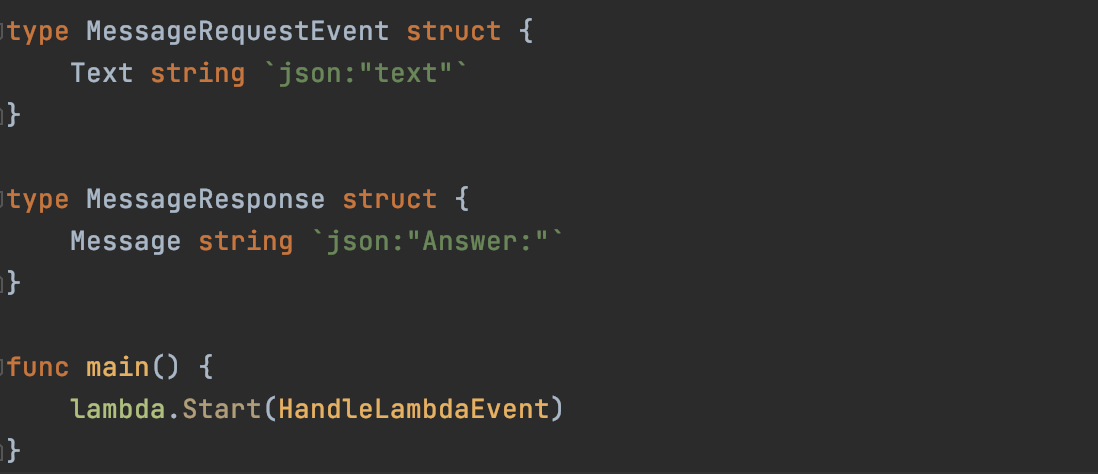 type MessageRequestEvent struct {
    Text string `json:"text"`
}
type MessageResponse struct {
    Message string `json:"Answer:"`
}
func main() {
    lambda.Start(HandleLambdaEvent)
}